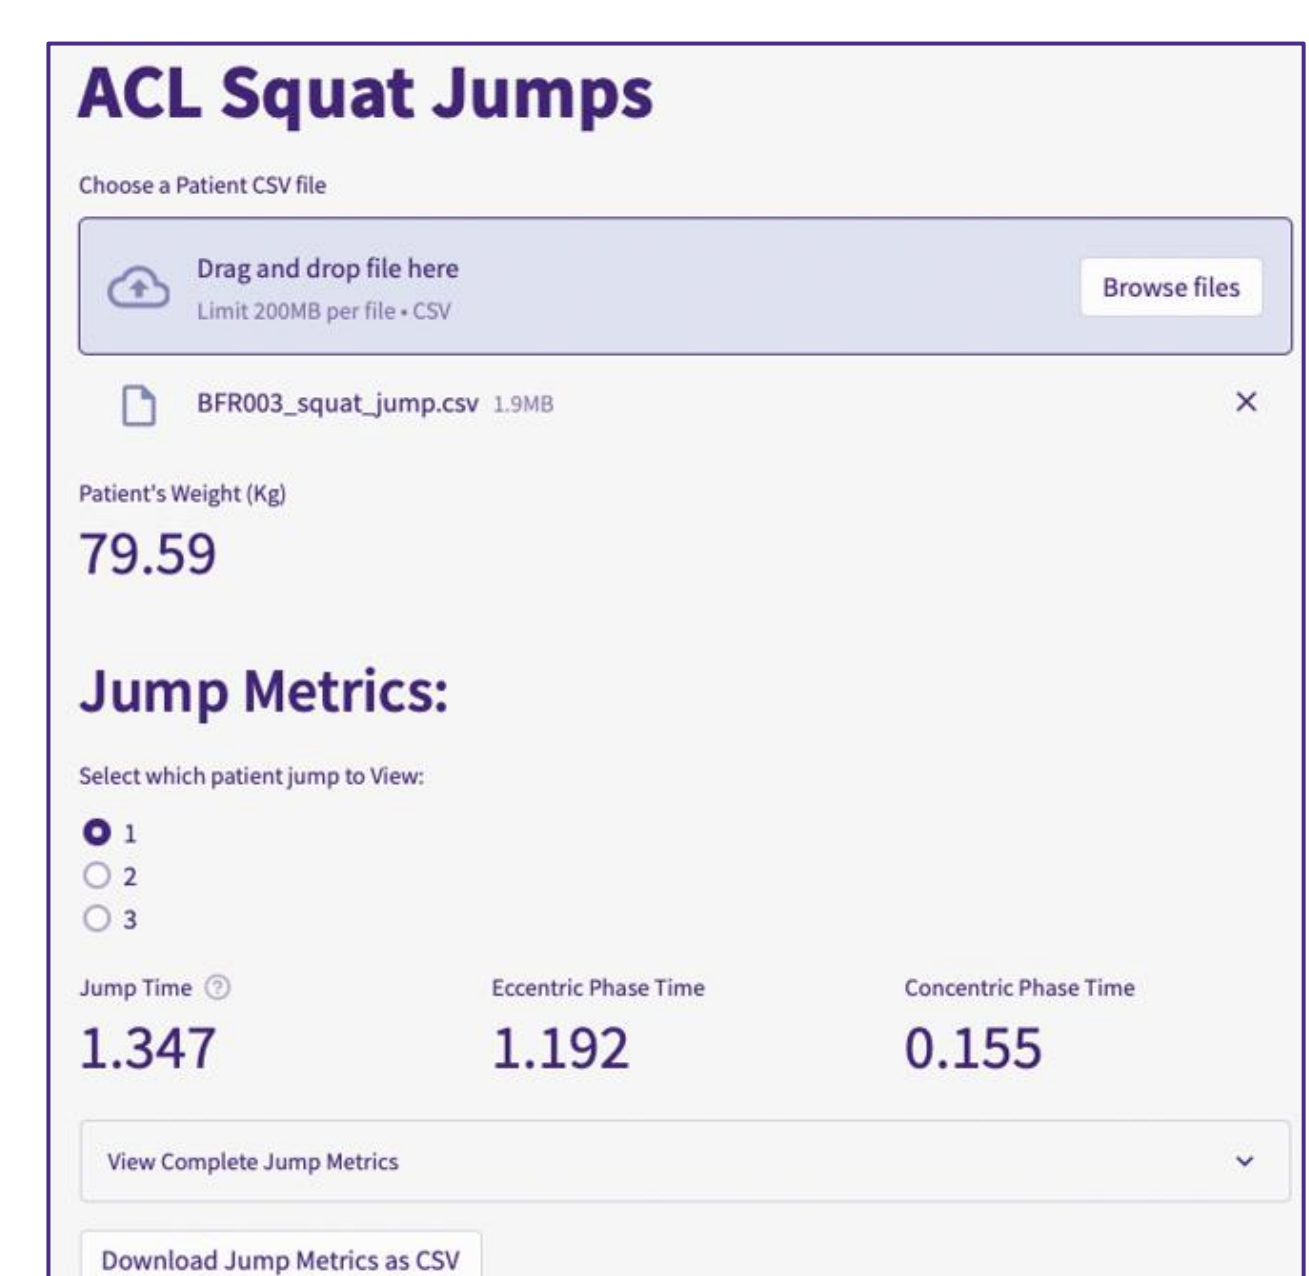 ACL Squat Jumps
Choose a Patient CSV file
Drag and drop file here
Limit 200MB per file • CSV
Browse files
BFR003_squat_jump.csv 1.9MB
Patient's Weight (Kg)
79.59
Jump Metrics:
Select which patient jump to View:
1
2
3
Jump Time Eccentric Phase Time Concentric Phase Time
1.347 1.192 0.155
View Complete Jump Metrics
Download Jump Metrics as CSV